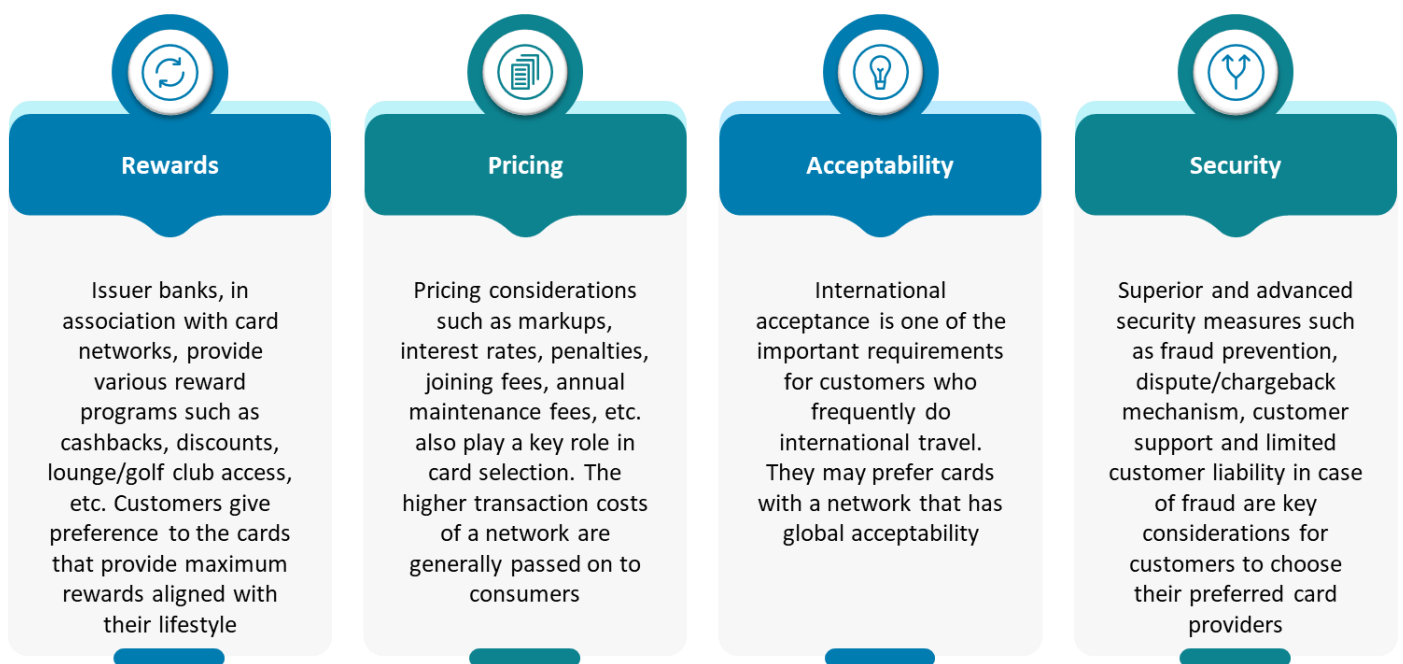 Rewards
Issuer banks, in
association with card
networks, provide
various reward
programs such as
cashbacks, discounts,
lounge/golf club access,
etc. Customers give
preference to the cards
that provide maximum
rewards aligned with
their lifestyle
Pricing
Pricing considerations
such as markups,
interest rates, penalties,
joining fees, annual
maintenance fees, etc.
also play a key role in
card selection. The
higher transaction costs
of a network are
generally passed on to
consumers
Acceptability
International
acceptance is one of the
important requirements
for customers who
frequently do
international travel.
They may prefer cards
with a network that has
global acceptability
Security
Superior and advanced
security measures such
as fraud prevention,
dispute/chargeback
mechanism, customer
support and limited
customer liability in case
of fraud are key
considerations for
customers to choose
their preferred card
providers